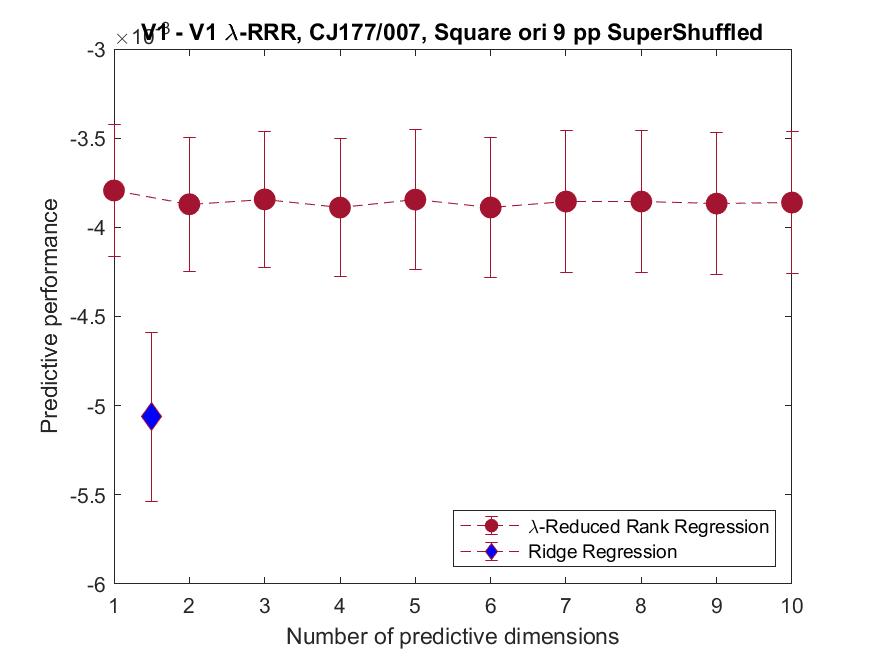 V1 - V1 λ-RRR, CJ177/007, Square ori 9 pp SuperShuffled
-3
-3.5
-4
-4.5
-5
-5.5
-6
Predictive performance
λ-Reduced Rank Regression
Ridge Regression
1 2 3 4 5 6 7 8 9 10
Number of predictive dimensions